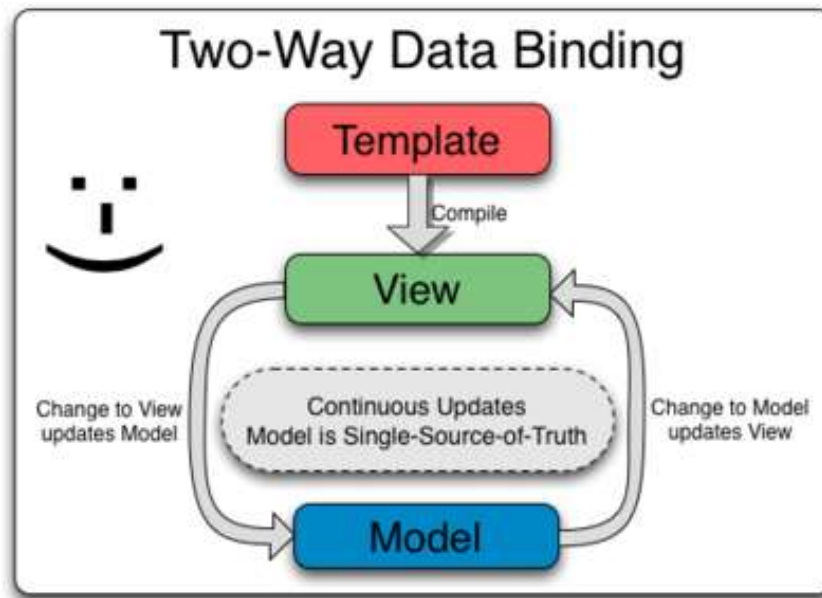 Two-Way Data Binding
Template
Compile
View
Change to View
updates Model
Continuous Updates
Model is Single-Source-of-Truth
Change to Model
updates View
Model